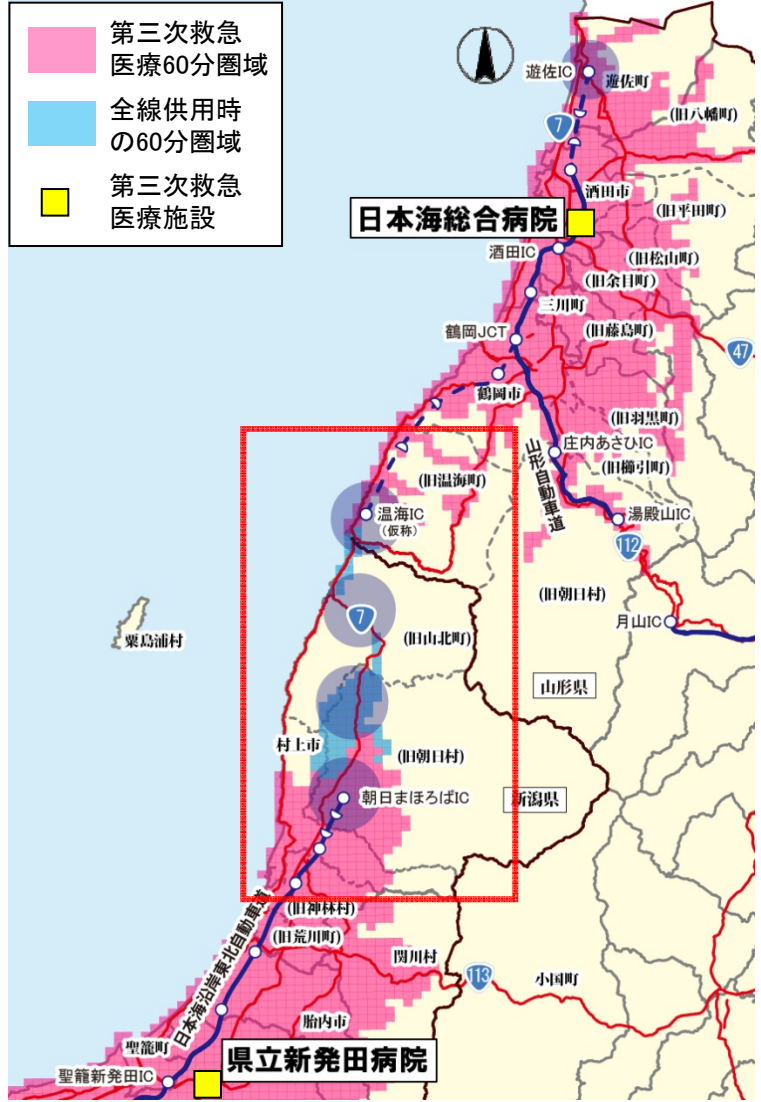 第三次救急
医療60分圏域
全線供用時
の60分圏域
第三次救急
医療施設
遊佐IC
遊佐町
7
(旧八幡町)
酒田市
(旧平田町)
日本海総合病院
酒田IC
(旧松山町)
(旧余目町)
三川町
鶴岡JCT
(旧藤島町)
47
鶴岡市
(旧羽黒町)
庄内あさひIC
(旧櫛引町)
山形自動車道
(旧温海町)
温海IC
(仮称)
湯殿山IC
112
(旧朝日村)
月山IC
7
(旧山北町)
粟島浦村
山形県
村上市
(旧朝日村)
朝日まほろばIC
新潟県
(旧神林村)
(旧荒川町)
日本海沿岸東北自動車道
関川村
113
小国町
胎内市
聖籠町
県立新発田病院
聖籠新発田IC